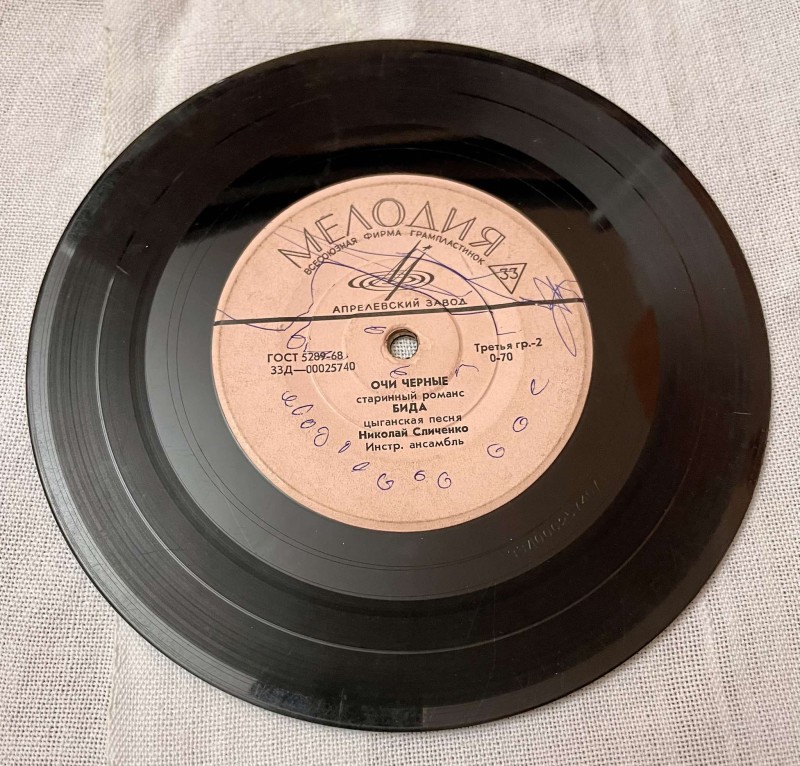 МЕЛОДИЯ
ВСЕСОЮЗНАЯ ФИРМА ГРАМПЛАСТИНОК
33
АПРЕЛЕВСКИЙ ЗАВОД
ГОСТ 5289-68
33Д—00025740
Третья гр.-2
0-70
ОЧИ ЧЕРНЫЕ
старинный романс
БИДА
цыганская песня
Николай Сличенко
Инстр. ансамбль